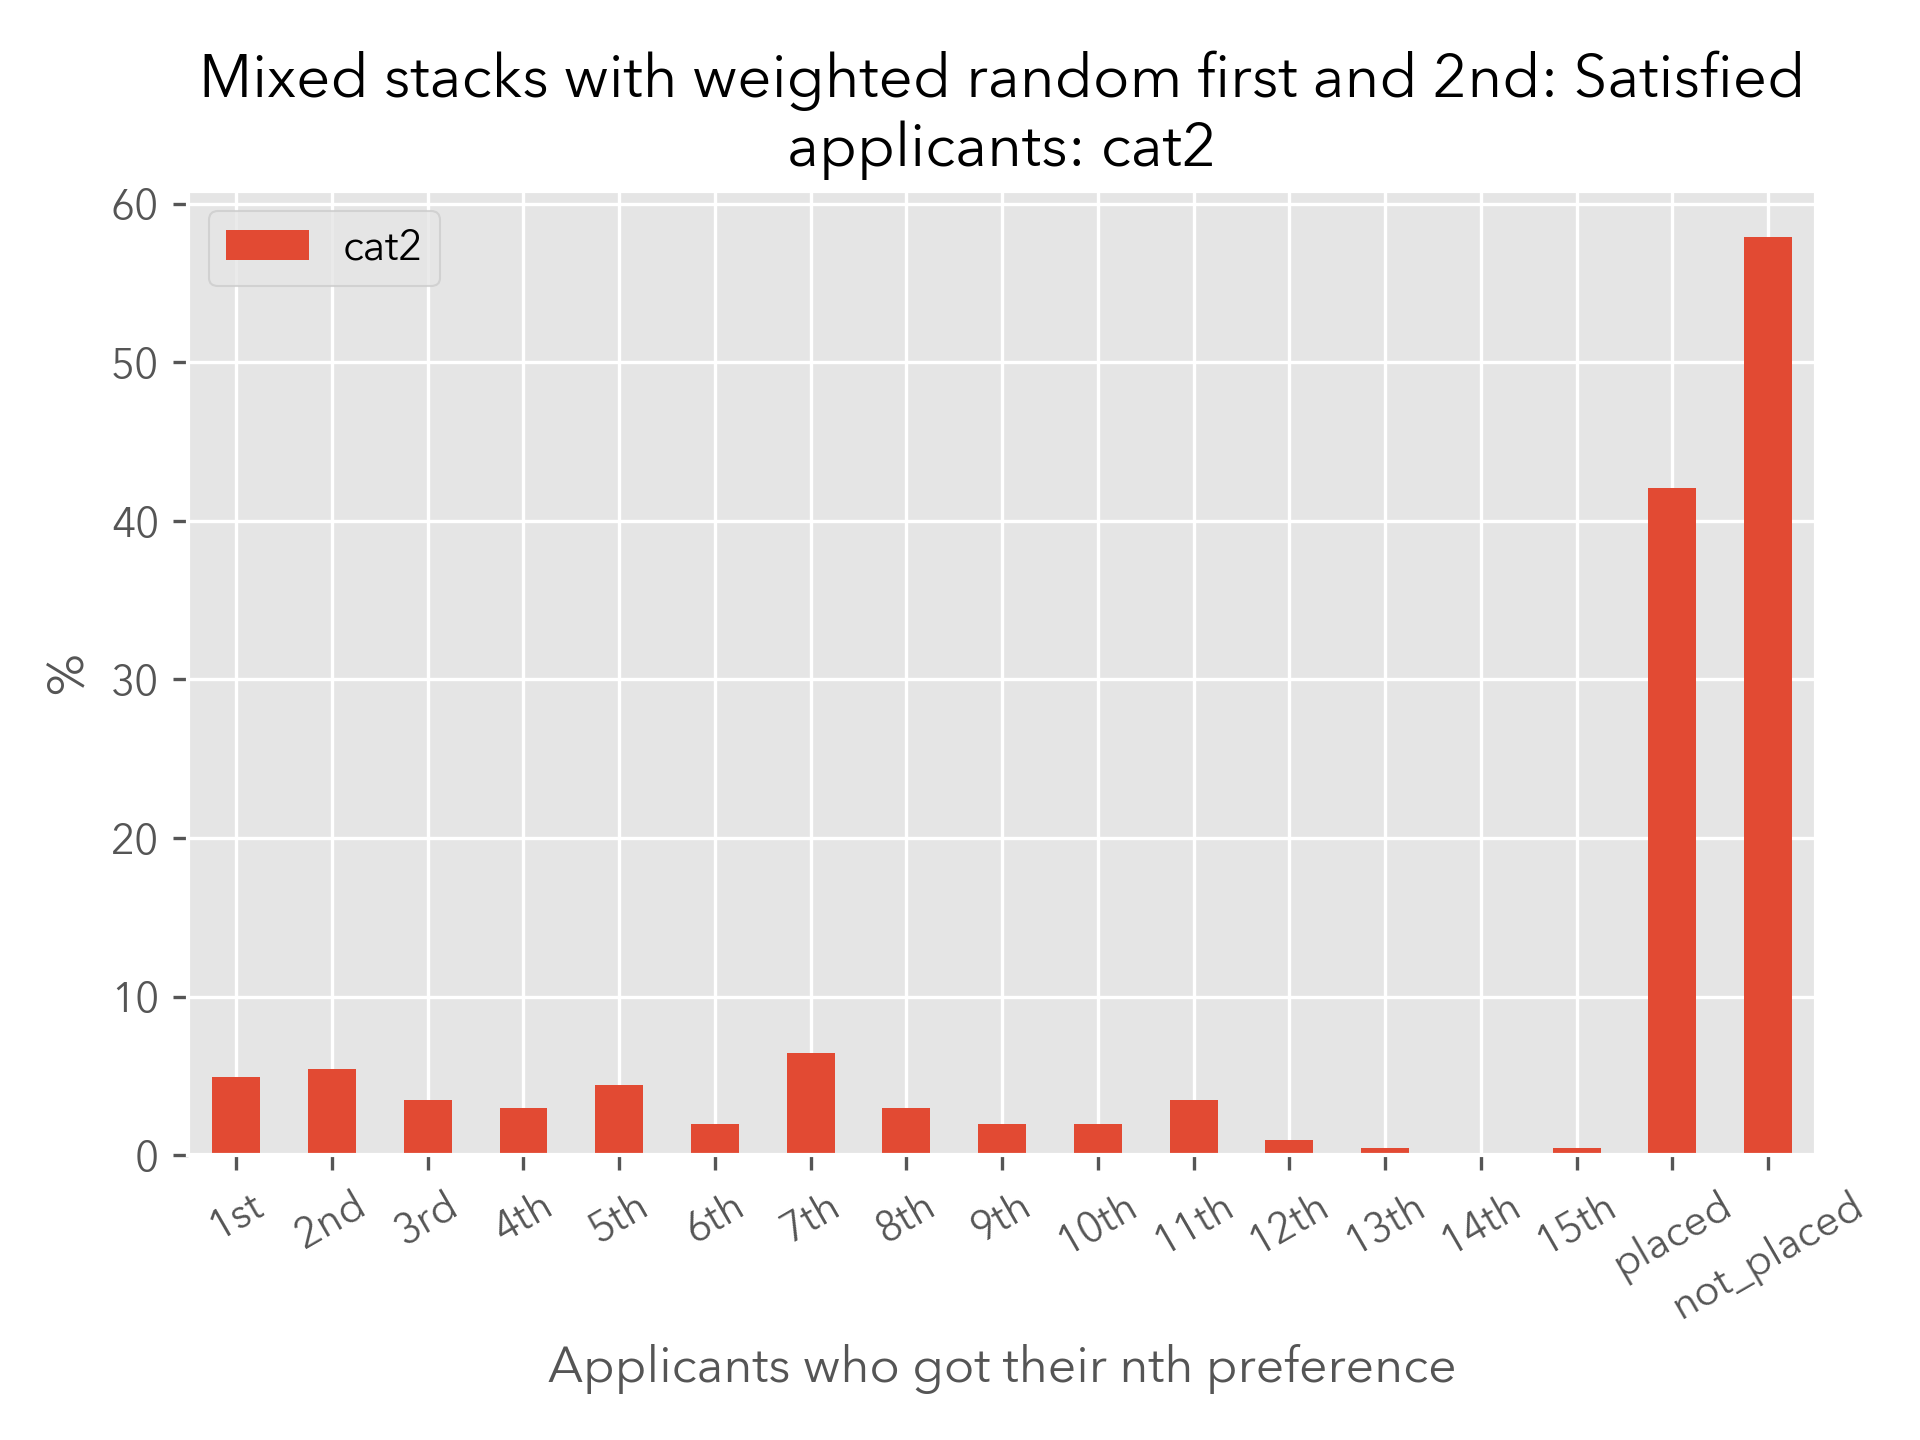 Mixed stacks with weighted random first and 2nd: Satisfied
applicants: cat2
cat2
60
50
40
30
20
10
0
%
1st 2nd 3rd 4th 5th 6th 7th 8th 9th 10th 11th 12th 13th 14th 15th placed not_placed
Applicants who got their nth preference